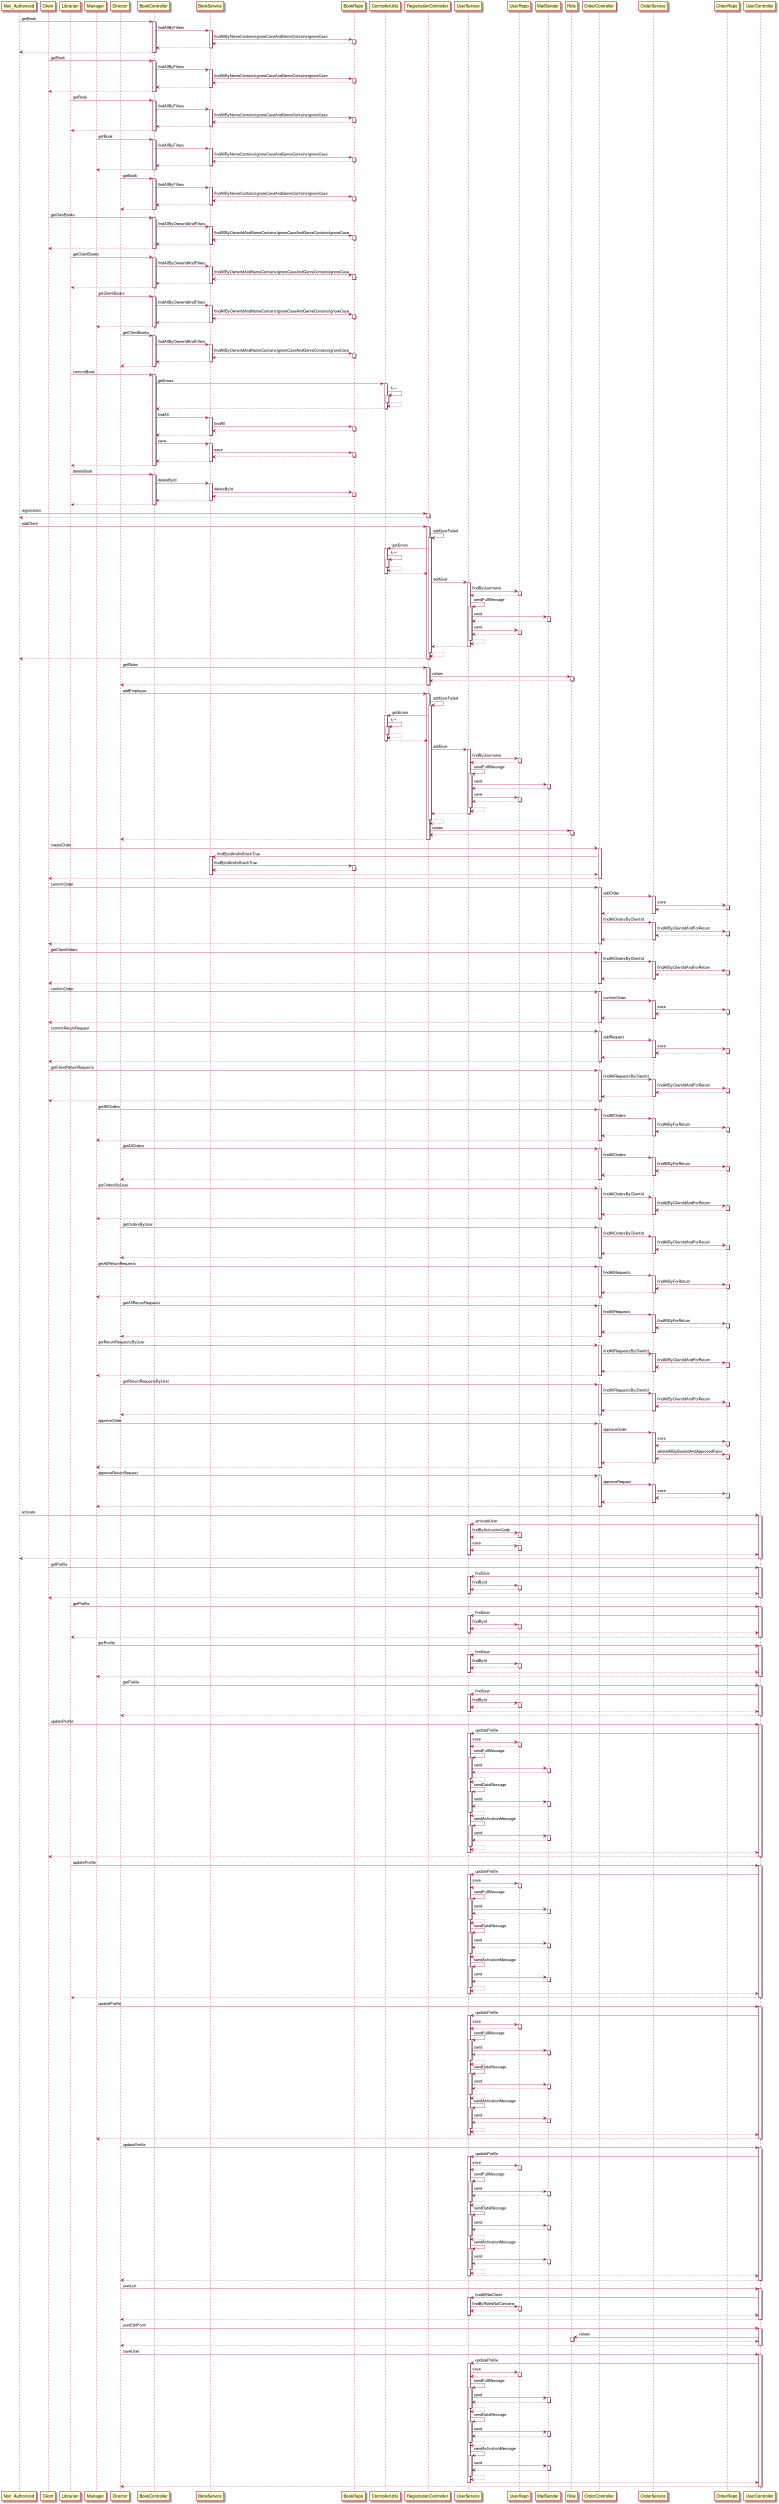 Non_Authorized Client Librarian Manager Director BookController BookService BookRepo ControllerUtils RegistrationController UserService UserRepo MailSender Role OrderController OrderService OrderRepo UserController
getBook
findAllByFilters
findAllByNameContainsIgnoreCaseAndGenreContainsIgnoreCase
getBook
findAllByFilters
findAllByNameContainsIgnoreCaseAndGenreContainsIgnoreCase
getBook
findAllByFilters
findAllByNameContainsIgnoreCaseAndGenreContainsIgnoreCase
getBook
findAllByFilters
findAllByNameContainsIgnoreCaseAndGenreContainsIgnoreCase
getBook
findAllByFilters
findAllByNameContainsIgnoreCaseAndGenreContainsIgnoreCase
getClientBooks
findAllByOwnerIdAndFilters
findAllByOwnerIdAndNameContainsIgnoreCaseAndGenreContainsIgnoreCase
getClientBooks
findAllByOwnerIdAndFilters
findAllByOwnerIdAndNameContainsIgnoreCaseAndGenreContainsIgnoreCase
getClientBooks
findAllByOwnerIdAndFilters
findAllByOwnerIdAndNameContainsIgnoreCaseAndGenreContainsIgnoreCase
getClientBooks
findAllByOwnerIdAndFilters
findAllByOwnerIdAndNameContainsIgnoreCaseAndGenreContainsIgnoreCase
commitBook
getErrors
findAll
findAll
save
save
deleteBook
deleteById
deleteById
registration
addClient
addUserFailed
getErrors
addUser
findByUsername
sendFullMessage
send
save
getRoles
values
addEmployee
addUserFailed
getErrors
addUser
findByUsername
sendFullMessage
send
save
values
createOrder
findByIdAndInStockTrue
findByIdAndInStockTrue
commitOrder
addOrder
save
findAllOrdersByClientId
findAllByClientIdAndForReturn
getClientOrders
findAllOrdersByClientId
findAllByClientIdAndForReturn
confirmOrder
confirmOrder
save
commitReturnRequest
addRequest
save
getClientReturnRequests
findAllRequestsByClientId
findAllByClientIdAndForReturn
getAllOrders
findAllOrders
findAllByForReturn
getAllOrders
findAllOrders
findAllByForReturn
getOrdersByUser
findAllOrdersByClientId
findAllByClientIdAndForReturn
getOrdersByUser
findAllOrdersByClientId
findAllByClientIdAndForReturn
getAllReturnRequests
findAllRequests
findAllByForReturn
getAllReturnRequests
findAllRequests
findAllByForReturn
getReturnRequestsByUser
findAllRequestsByClientId
findAllByClientIdAndForReturn
getReturnRequestsByUser
findAllRequestsByClientId
findAllByClientIdAndForReturn
approveOrder
approveOrder
save
deleteAllByBookIdAndApprovedFalse
approveReturnRequest
approveRequest
save
activate
activateUser
findByActivationCode
save
getProfile
findUser
findById
getProfile
findUser
findById
getProfile
findUser
findById
getProfile
findUser
findById
updateProfile
updateProfile
save
sendFullMessage
send
sendDataMessage
send
sendActivationMessage
send
updateProfile
updateProfile
save
sendFullMessage
send
sendDataMessage
send
sendActivationMessage
send
updateProfile
updateProfile
save
sendFullMessage
send
sendDataMessage
send
sendActivationMessage
send
updateProfile
updateProfile
save
sendFullMessage
send
sendDataMessage
send
sendActivationMessage
send
userList
findAllNotClient
findByRolesNotContains
userEditForm
values
saveUser
updateProfile
save
sendFullMessage
send
sendDataMessage
send
sendActivationMessage
send
Non_Authorized Client Librarian Manager Director BookController BookService BookRepo ControllerUtils RegistrationController UserService UserRepo MailSender Role OrderController OrderService OrderRepo UserController